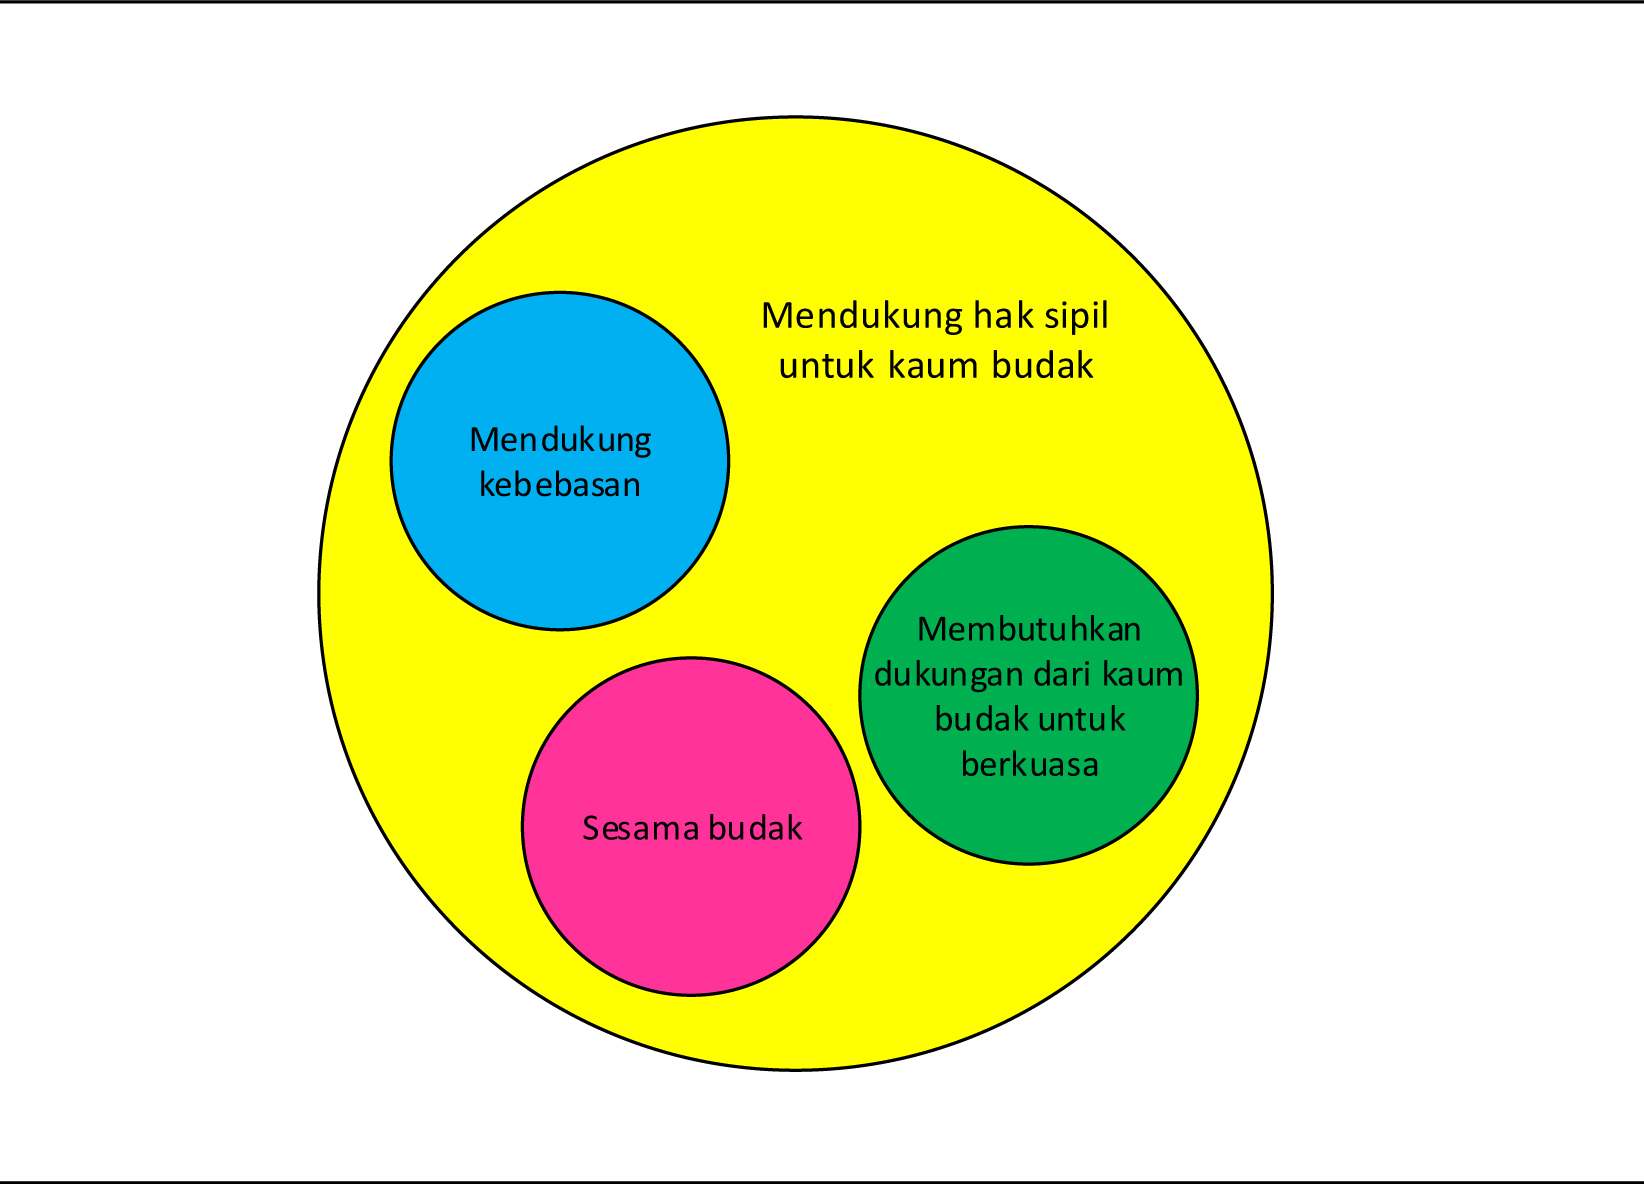 Mendukung hak sipil
untuk kaum budak
Mendukung
kebebasan
Membutuhkan
dukungan dari kaum
budak untuk
berkuasa
Sesama budak